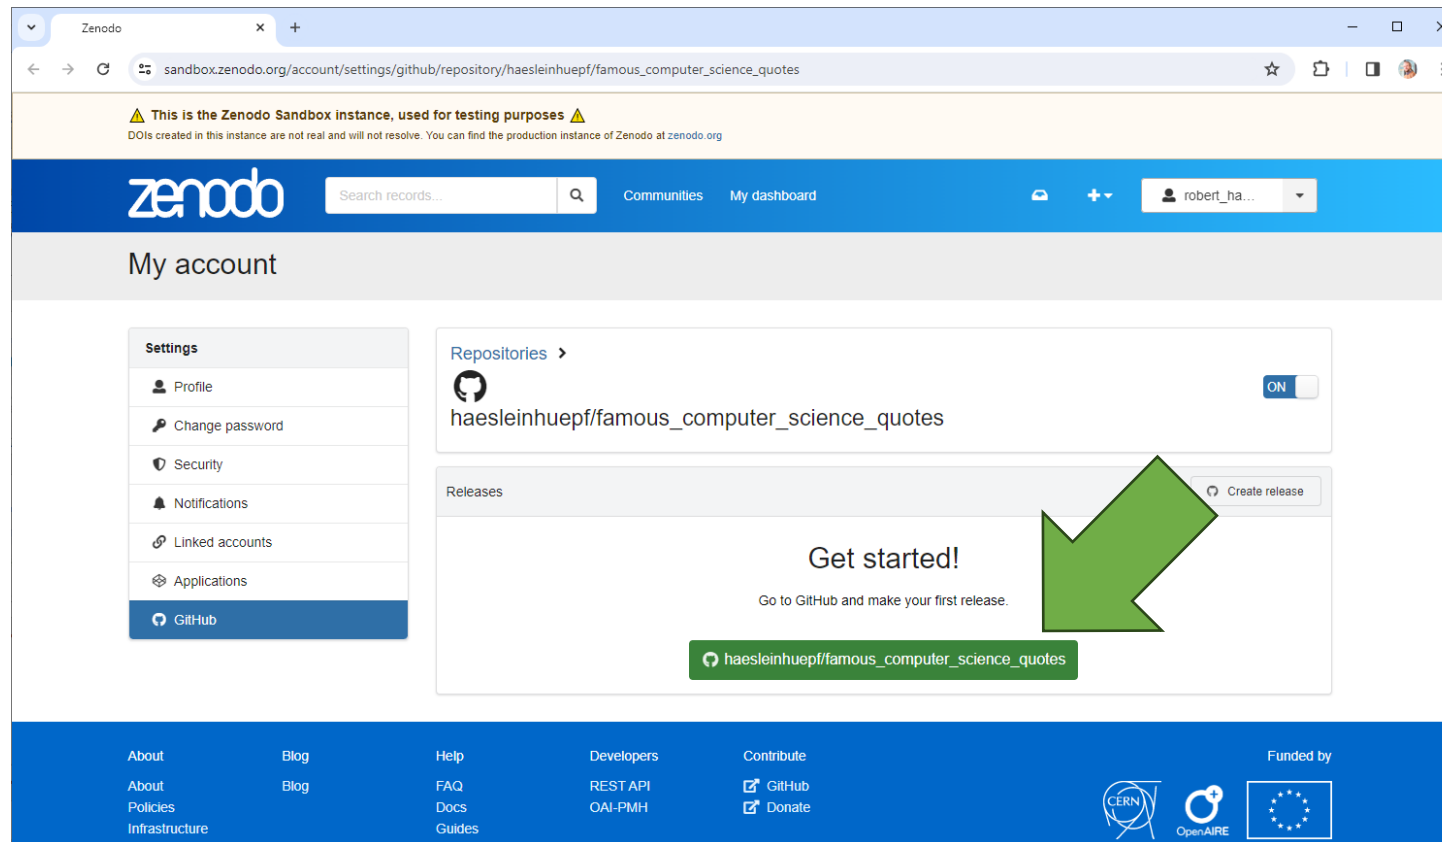 Zenodo
sandbox.zenodo.org/account/settings/github/repository/haesleinhuepf/famous_computer_science_quotes
This is the Zenodo Sandbox instance, used for testing purposes
DOIs created in this instance are not real and will not resolve. You can find the production instance of Zenodo at zenodo.org
zenodo
Search records...
Communities
My dashboard
robert_ha...
My account
Settings
Profile
Change password
Security
Notifications
Linked accounts
Applications
GitHub
Repositories
ON
haesleinhuepf/famous_computer_science_quotes
Releases
Create release
Get started!
Go to GitHub and make your first release.
haesleinhuepf/famous_computer_science_quotes
About
About
Policies
Infrastructure
Blog
Blog
Help
FAQ
Docs
Guides
Developers
REST API
OAI-PMH
Contribute
GitHub
Donate
Funded by
CERN
OpenAIRE